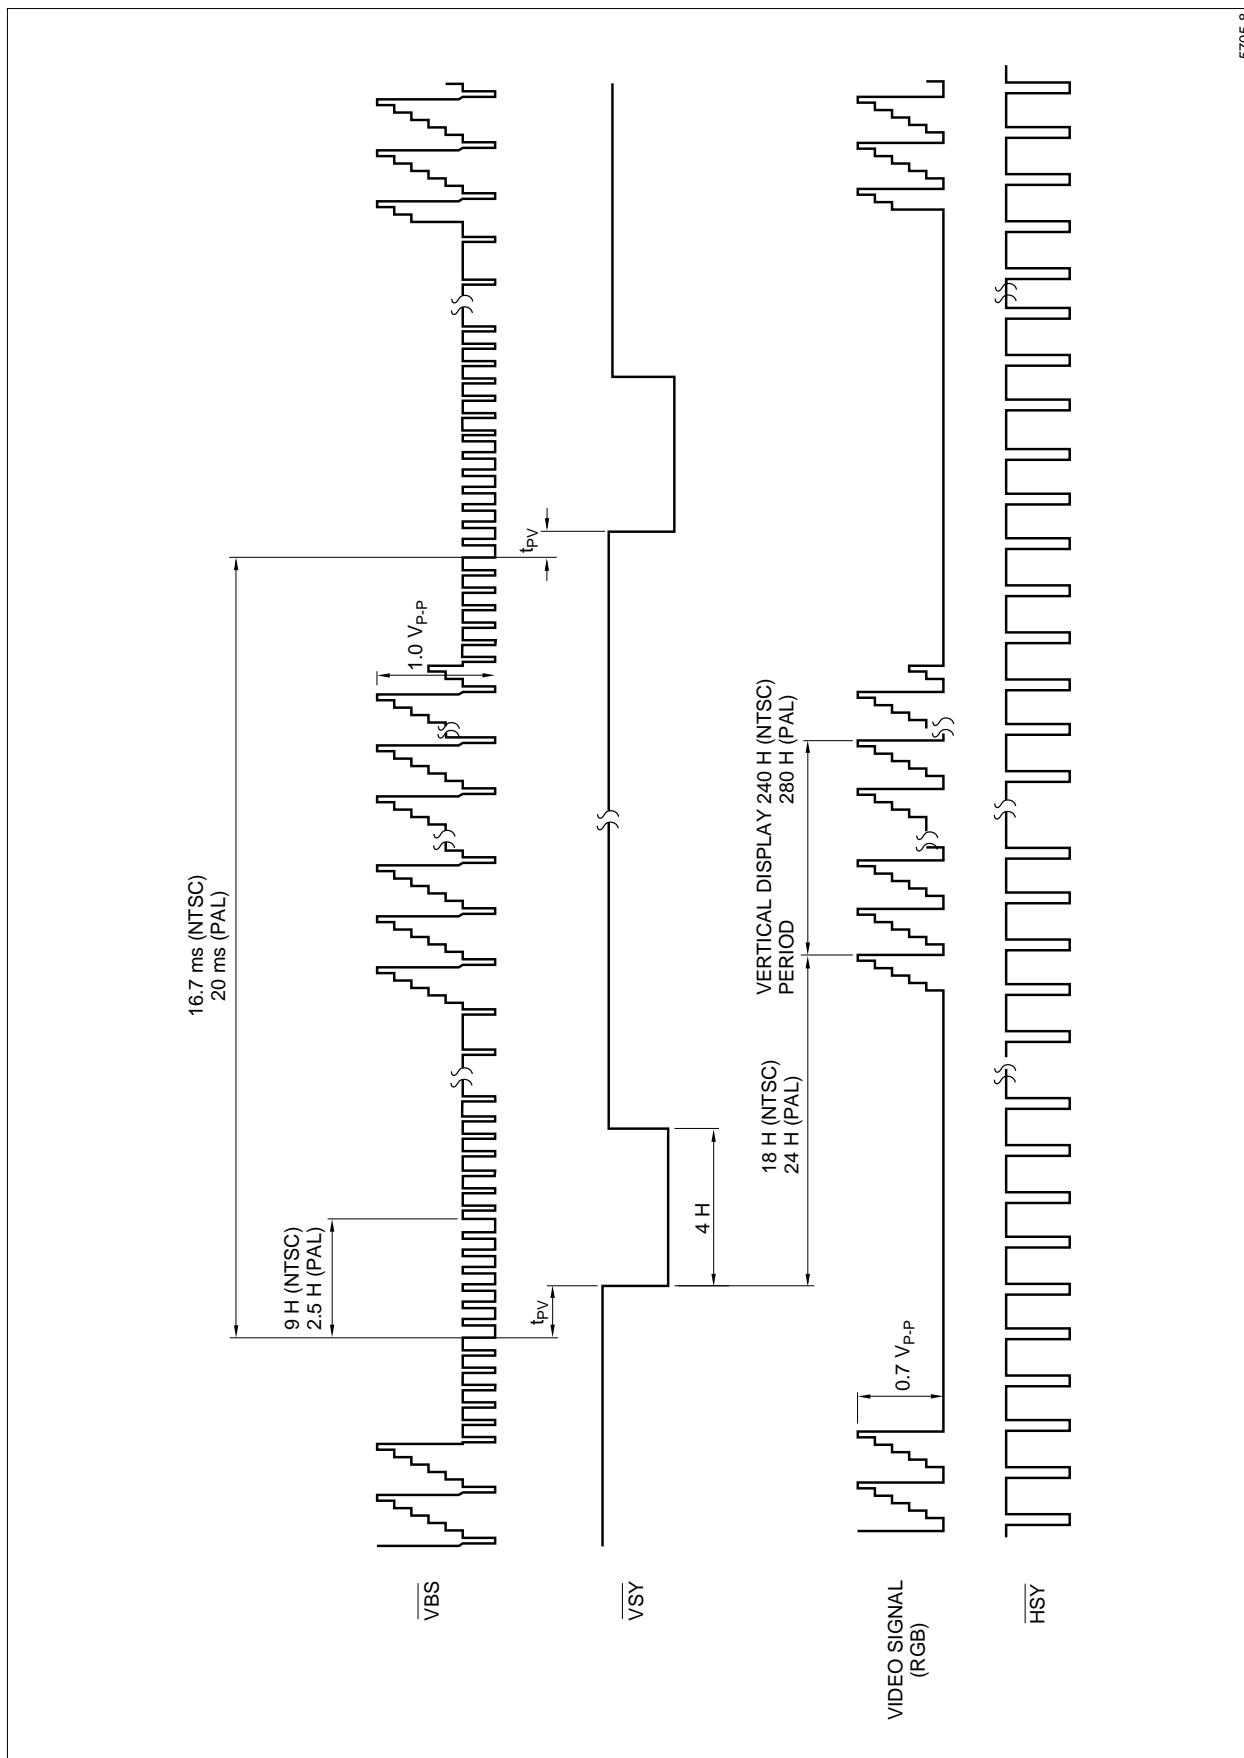 16.7 ms (NTSC)
20 ms (PAL)
9 H (NTSC)
2.5 H (PAL)
1.0 VP-P
VBS
tPV
tPV
VSY
4 H
18 H (NTSC)
24 H (PAL)
VERTICAL DISPLAY 240 H (NTSC)
PERIOD 280 H (PAL)
0.7 VP-P
VIDEO SIGNAL
(RGB)
HSY